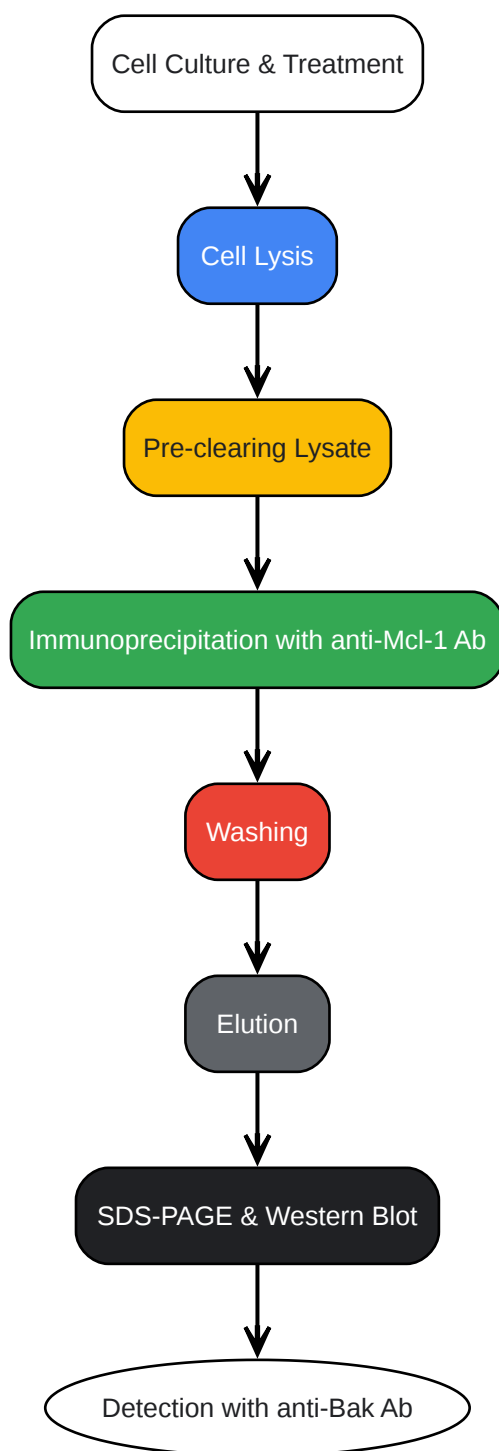 Cell Culture & Treatment
Cell Lysis
Pre-clearing Lysate
Immunoprecipitation with anti-Mcl-1 Ab
Washing
Elution
SDS-PAGE & Western Blot
Detection with anti-Bak Ab